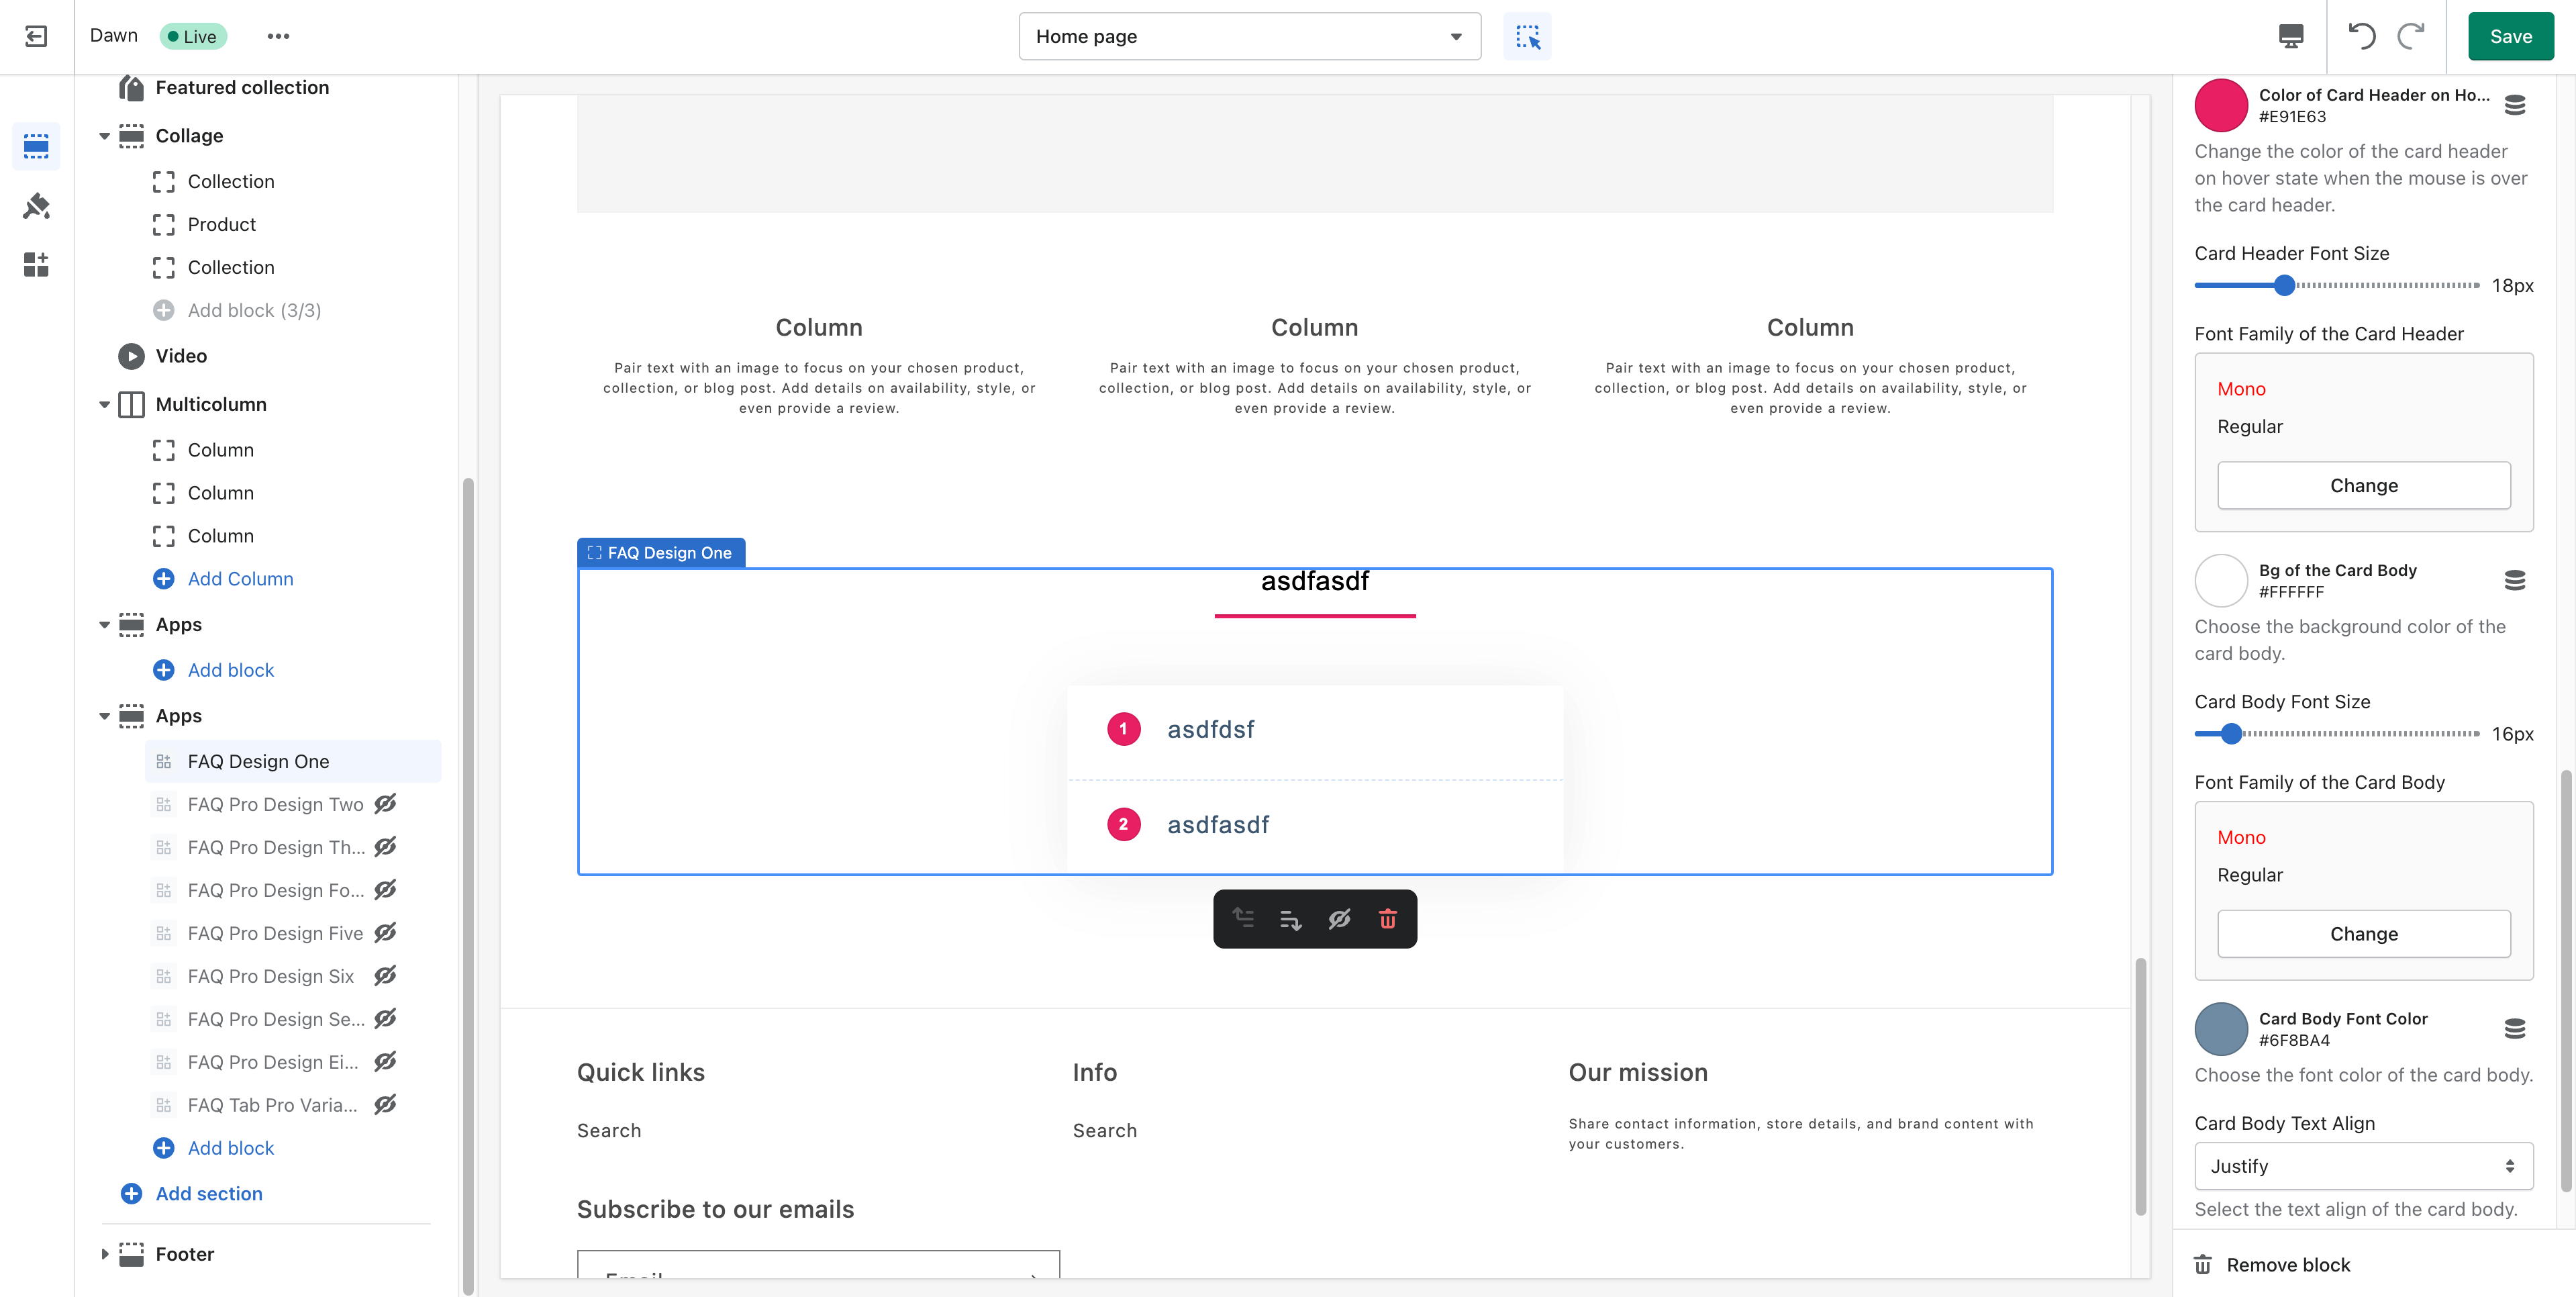 Dawn
Live
Home page
Save
Featured collection
Collage
Collection
Product
Collection
Add block (3/3)
Video
Multicolumn
Column
Column
Column
Add Column
Apps
Add block
Apps
FAQ Design One
FAQ Pro Design Two
FAQ Pro Design Th...
FAQ Pro Design Fo...
FAQ Pro Design Five
FAQ Pro Design Six
FAQ Pro Design Se...
FAQ Pro Design Ei...
FAQ Tab Pro Varia...
Add block
Add section
Footer
Column
Pair text with an image to focus on your chosen product,
collection, or blog post. Add details on availability, style, or
even provide a review.
Column
Pair text with an image to focus on your chosen product,
collection, or blog post. Add details on availability, style, or
even provide a review.
Column
Pair text with an image to focus on your chosen product,
collection, or blog post. Add details on availability, style, or
even provide a review.
FAQ Design One
asdfasdf
1 asdfdsf
2 asdfasdf
Quick links
Search
Info
Search
Our mission
Share contact information, store details, and brand content with
your customers.
Subscribe to our emails
Email
Color of Card Header on Ho...
#E91E63
Change the color of the card header
on hover state when the mouse is over
the card header.
Card Header Font Size
18px
Font Family of the Card Header
Mono
Regular
Change
Bg of the Card Body
#FFFFFF
Choose the background color of the
card body.
Card Body Font Size
16px
Font Family of the Card Body
Mono
Regular
Change
Card Body Font Color
#6F8BA4
Choose the font color of the card body.
Card Body Text Align
Justify
Select the text align of the card body.
Remove block